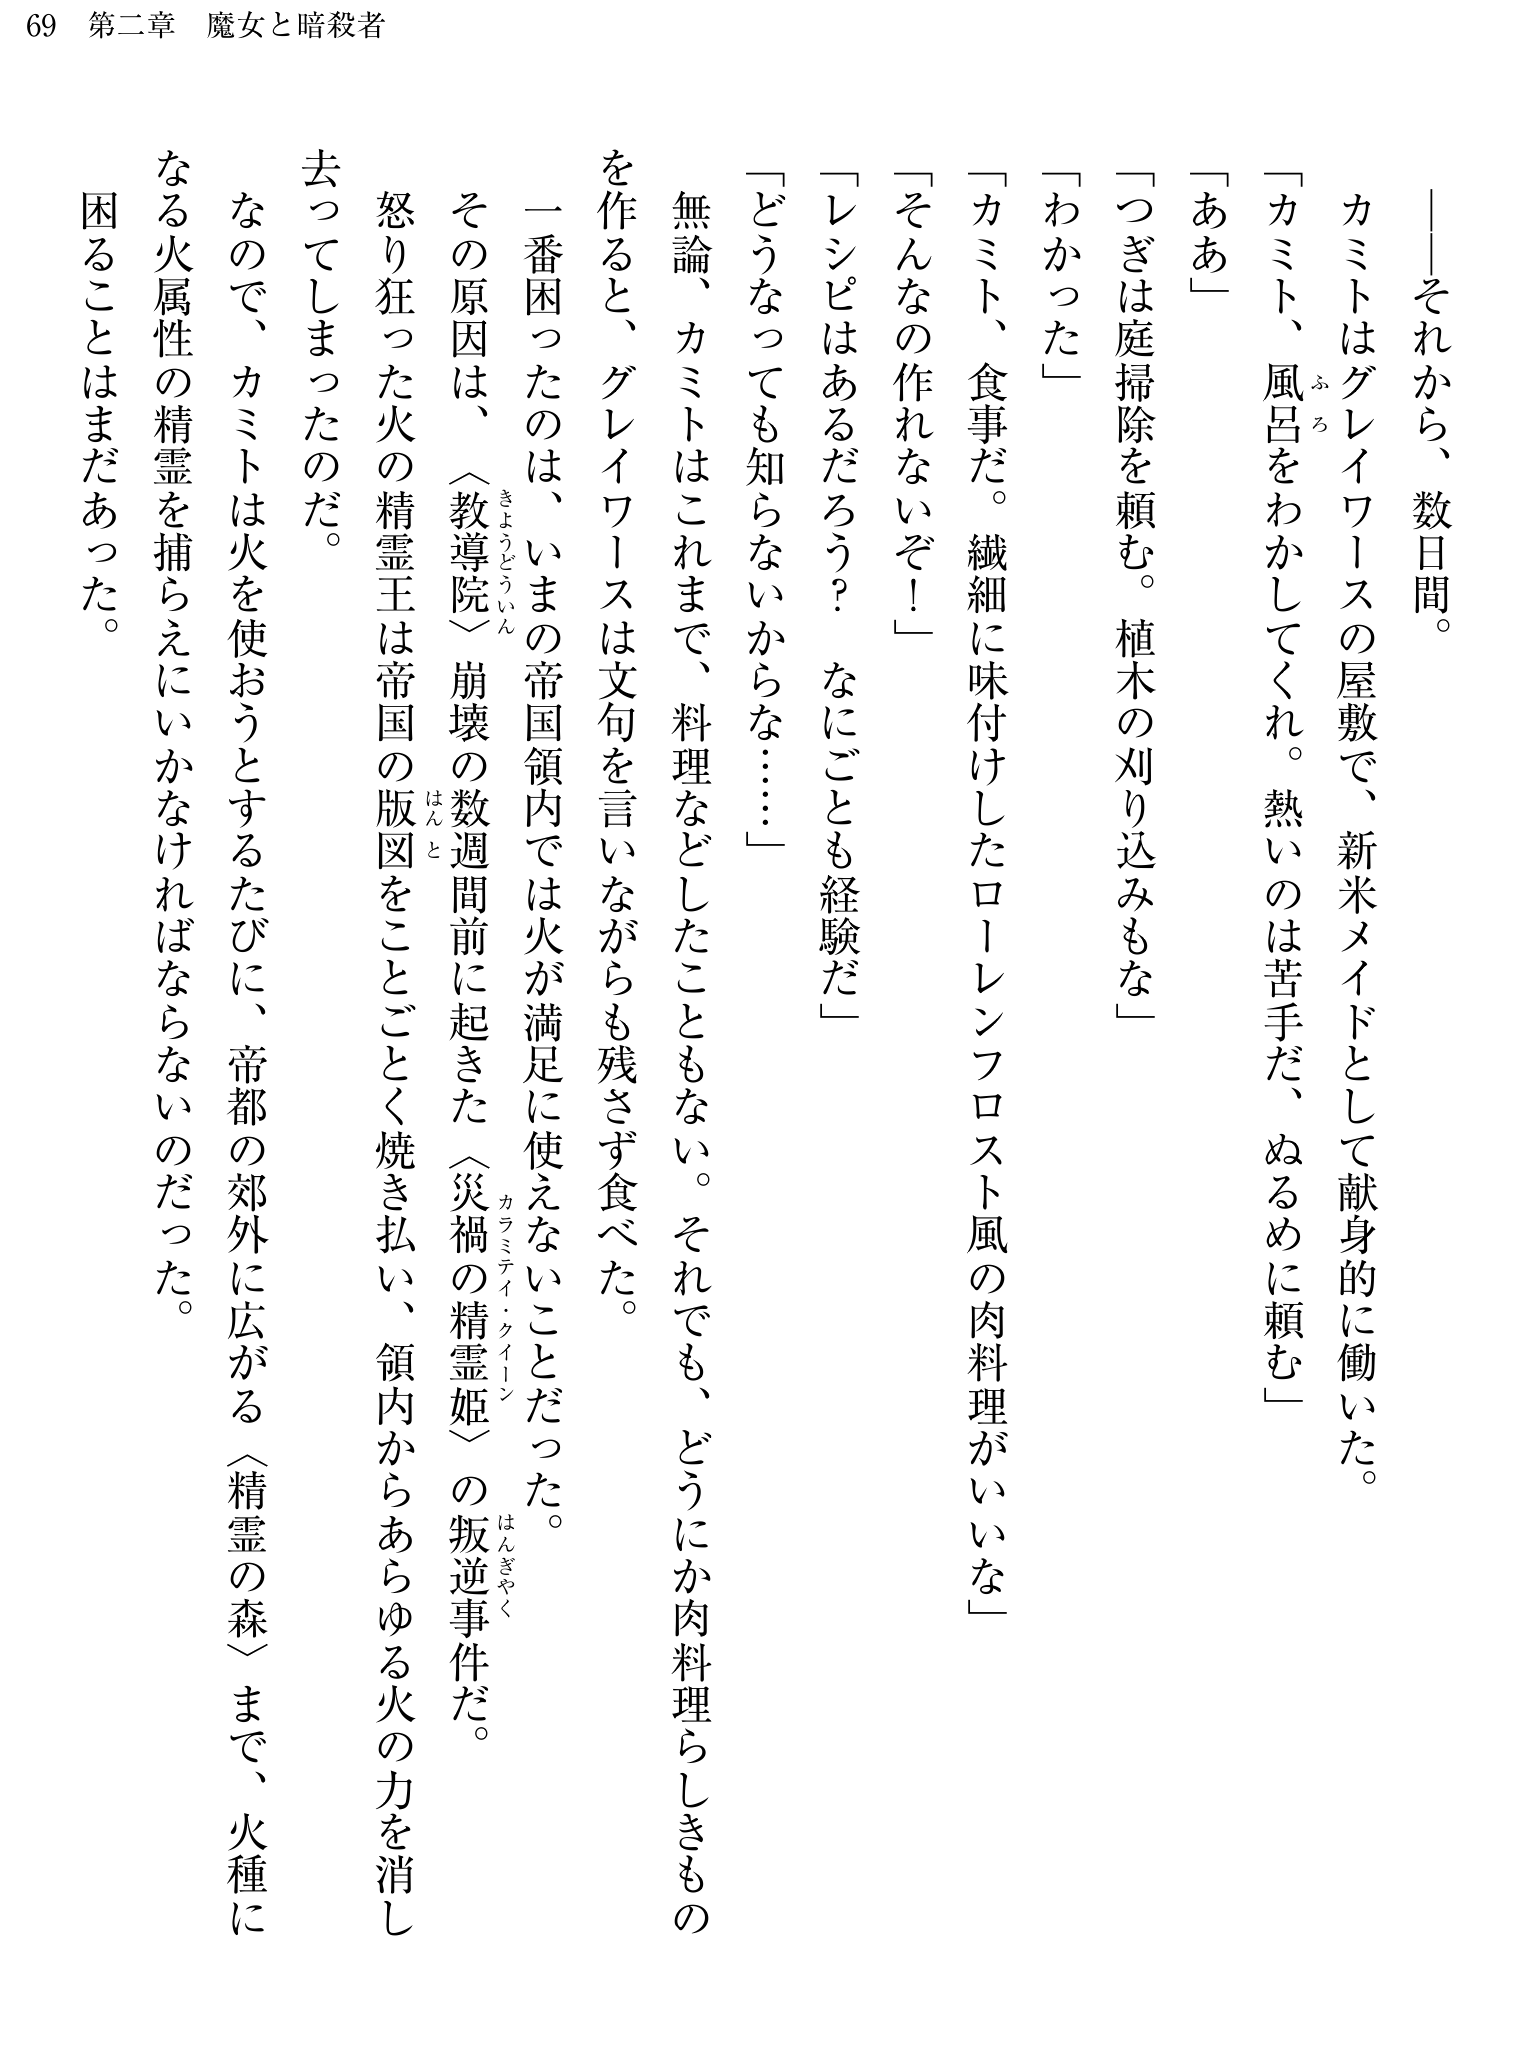 69　第二章　魔女と暗殺者
――それから、数日間。
カミトはグレイワースの屋敷で、新米メイドとして献身的に働いた。
「カミト、風呂をわかしてくれ。熱いのは苦手だ、ぬるめに頼む」
「ああ」
「つぎは庭掃除を頼む。植木の刈り込みもな」
「わかった」
「カミト、食事だ。繊細に味付けしたローレンフロスト風の肉料理がいいな」
「そんなの作れないぞ！」
「レシピはあるだろう？　なにごとも経験だ」
「どうなっても知らないからな……」
無論、カミトはこれまで、料理などしたこともない。それでも、どうにか肉料理らしきもの
を作ると、グレイワースは文句を言いながらも残さず食べた。
一番困ったのは、いまの帝国領内では火が満足に使えないことだった。
その原因は、〈教導院〉崩壊の数週間前に起きた〈災禍の精霊姫〉の叛逆事件だ。
怒り狂った火の精霊王は帝国の版図をことごとく焼き払い、領内からあらゆる火の力を消し
去ってしまったのだ。
なので、カミトは火を使おうとするたびに、帝都の郊外に広がる〈精霊の森〉まで、火種に
なる火属性の精霊を捕らえにいかなければならないのだった。
困ることはまだあった。